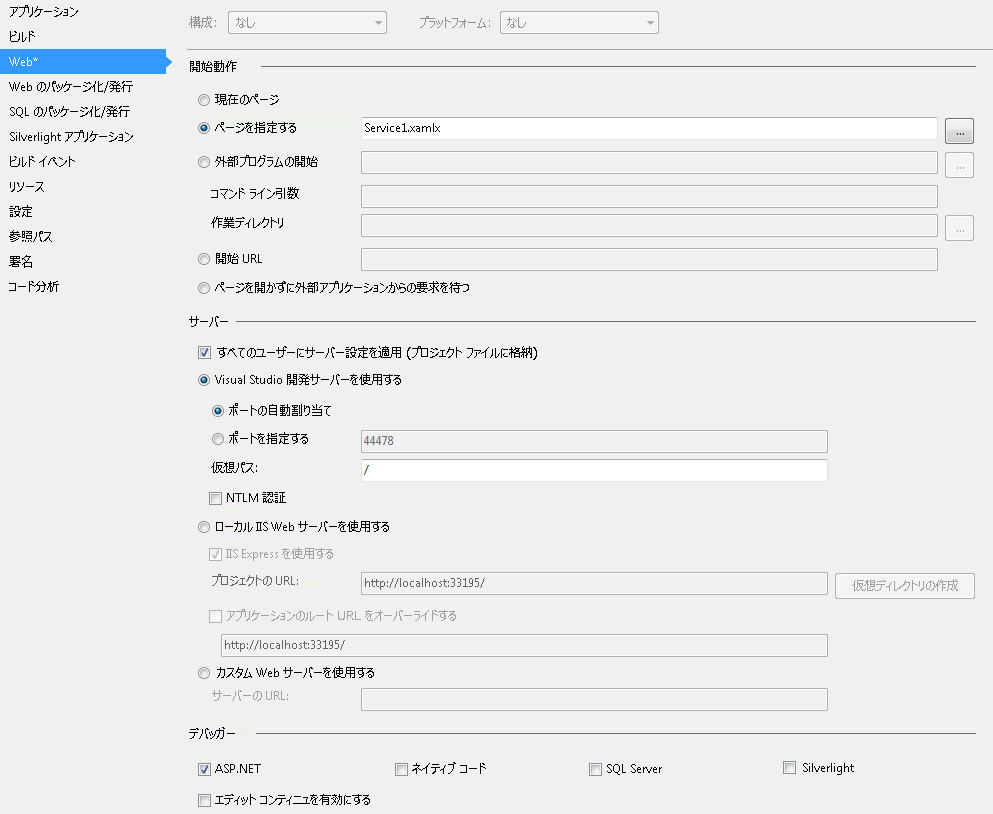 アプリケーション
ビルド
Web*
Web のパッケージ化/発行
SQL のパッケージ化/発行
Silverlight アプリケーション
ビルド イベント
リソース
設定
参照パス
署名
コード分析
構成: なし プラットフォーム: なし
開始動作
現在のページ
ページを指定する Service1.xamlx ...
外部プログラムの開始 ...
コマンド ライン引数
作業ディレクトリ ...
開始 URL
ページを開かずに外部アプリケーションからの要求を待つ
サーバー
すべてのユーザーにサーバー設定を適用 (プロジェクト ファイルに格納)
Visual Studio 開発サーバーを使用する
ポートの自動割り当て
ポートを指定する 44478
仮想パス: /
NTLM 認証
ローカル IIS Web サーバーを使用する
IIS Express を使用する
プロジェクトの URL: http://localhost:33195/ 仮想ディレクトリの作成
アプリケーションのルート URL をオーバーライドする
http://localhost:33195/
カスタム Web サーバーを使用する
サーバーの URL:
デバッガー
ASP.NET ネイティブ コード SQL Server Silverlight
エディット コンティニュを有効にする